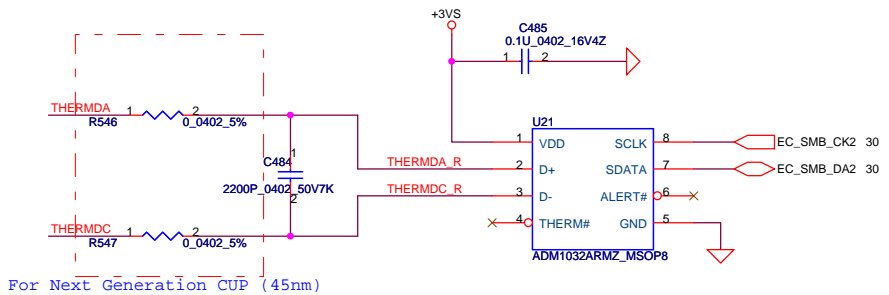 +3VS
C485
0.1U_0402_16V4Z
1 2
THERMDA
1 2
R546 0_0402_5%
U21
1 VDD SCLK 8 EC_SMB_CK2 30
C484
1
2200P_0402_50V7K
2
THERMDA_R
2 D+ SDATA 7 EC_SMB_DA2 30
THERMDC_R
3 D- ALERT# 6
4 THERM# GND 5
THERMDC
1 2
R547 0_0402_5%
ADM1032ARMZ_MSOP8
For Next Generation CUP (45nm)